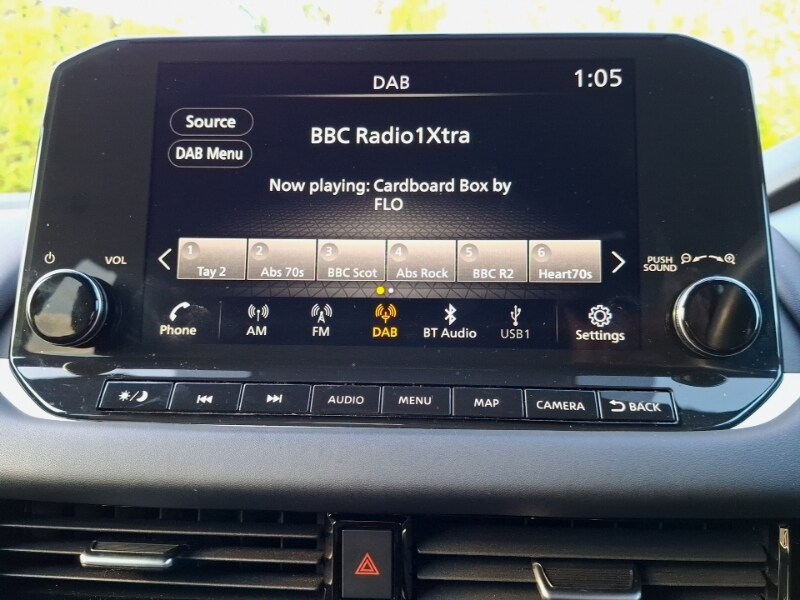 DAB
1:05
Source
BBC Radio1Xtra
DAB Menu
Now playing: Cardboard Box by
FLO
1 2 3 4 5 6
Tay 2 Abs 70s BBC Scot Abs Rock BBC R2 Heart70s
VOL
PUSH
SOUND
Phone AM FM DAB BT Audio USB1 Settings
AUDIO MENU MAP CAMERA BACK